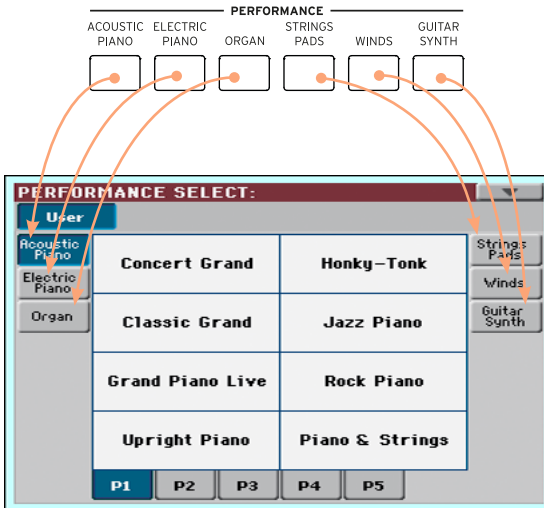 PERFORMANCE
ACOUSTIC PIANO
ELECTRIC PIANO
ORGAN
STRINGS PADS
WINDS
GUITAR SYNTH
PERFORMANCE SELECT:
User
Acoustic Piano
Electric Piano
Organ
Concert Grand
Honky-Tonk
Classic Grand
Jazz Piano
Grand Piano Live
Rock Piano
Upright Piano
Piano & Strings
Strings Pads
Winds
Guitar Synth
P1 P2 P3 P4 P5